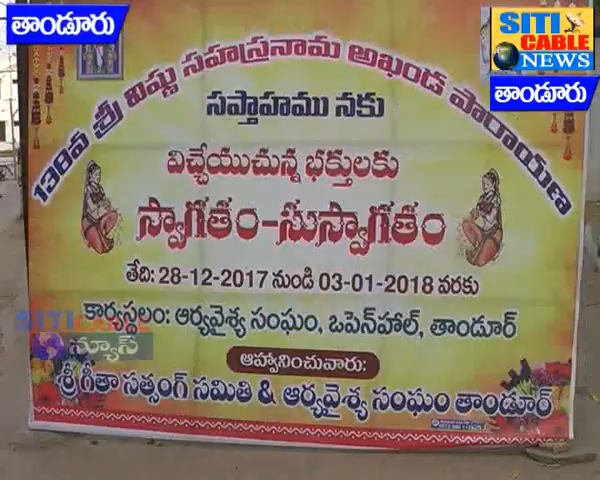 తాండూరు
SITI
CABLE
NEWS
తాండూరు
138వ శ్రీ విష్ణు సహస్రనామ అఖండ పారాయణ
సప్తాహము నకు
విచ్చేయుచున్న భక్తులకు
స్వాగతం-సుస్వాగతం
తేది: 28-12-2017 నుండి 03-01-2018 వరకు
కార్యస్థలం: ఆర్యవైశ్య సంఘం, ఒపెన్‌హాల్, తాండూర్
SITI CABLE
న్యూస్
ఆహ్వానించువారు:
శ్రీ గీతా సత్సంగ్ సమితి & ఆర్యవైశ్య సంఘం తాండూర్